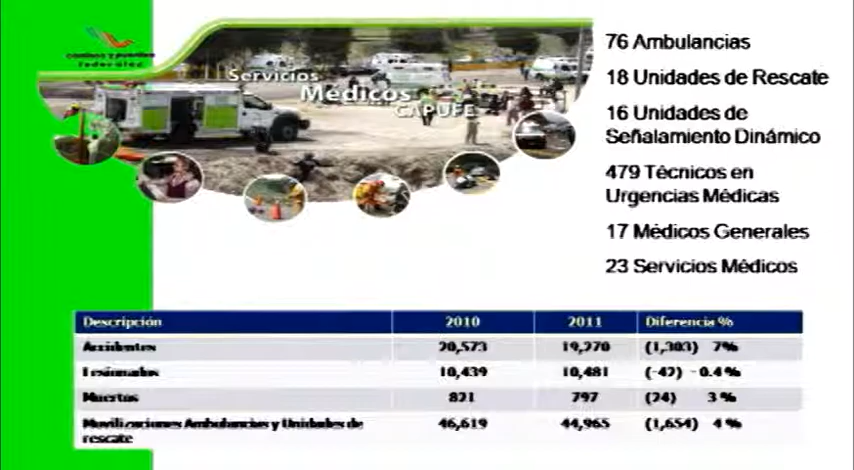 caminos y puentes
federales
Servicios
Médicos
CAPUFE
76 Ambulancias
18 Unidades de Rescate
16 Unidades de
Señalamiento Dinámico
479 Técnicos en
Urgencias Médicas
17 Médicos Generales
23 Servicios Médicos
Descripción 2010 2011 Diferencia %
Accidentes 20,573 19,270 (1,303) 7%
Lesionados 10,439 10,481 (-42) -0.4%
Muertos 821 797 (24) 3 %
Movilizaciones Ambulancias y Unidades de
rescate 46,619 44,965 (1,654) 4 %